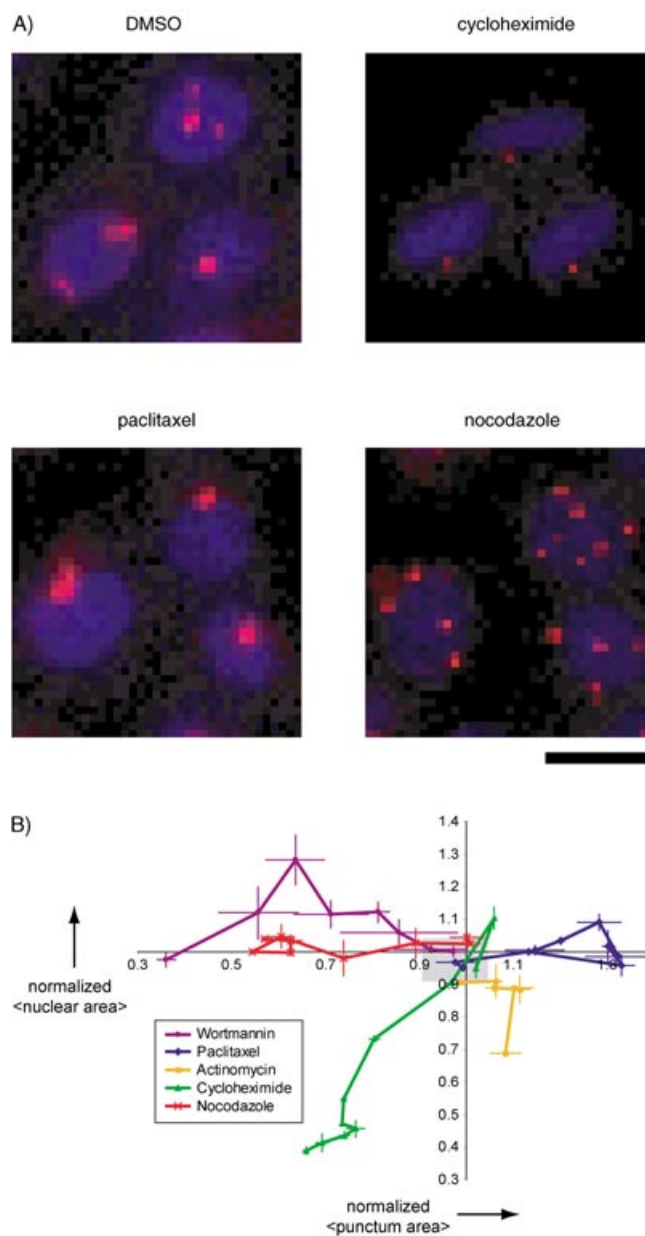 A)
DMSO
cycloheximide
paclitaxel
nocodazole
B)
1.4
1.3
1.2
1.1
0.3
0.5
0.7
0.9
1.1
0.9
0.8
0.7
0.6
0.5
0.4
0.3
normalized
<nuclear area>
Wortmannin
Paclitaxel
Actinomycin
Cycloheximide
Nocodazole
normalized
<punctum area>